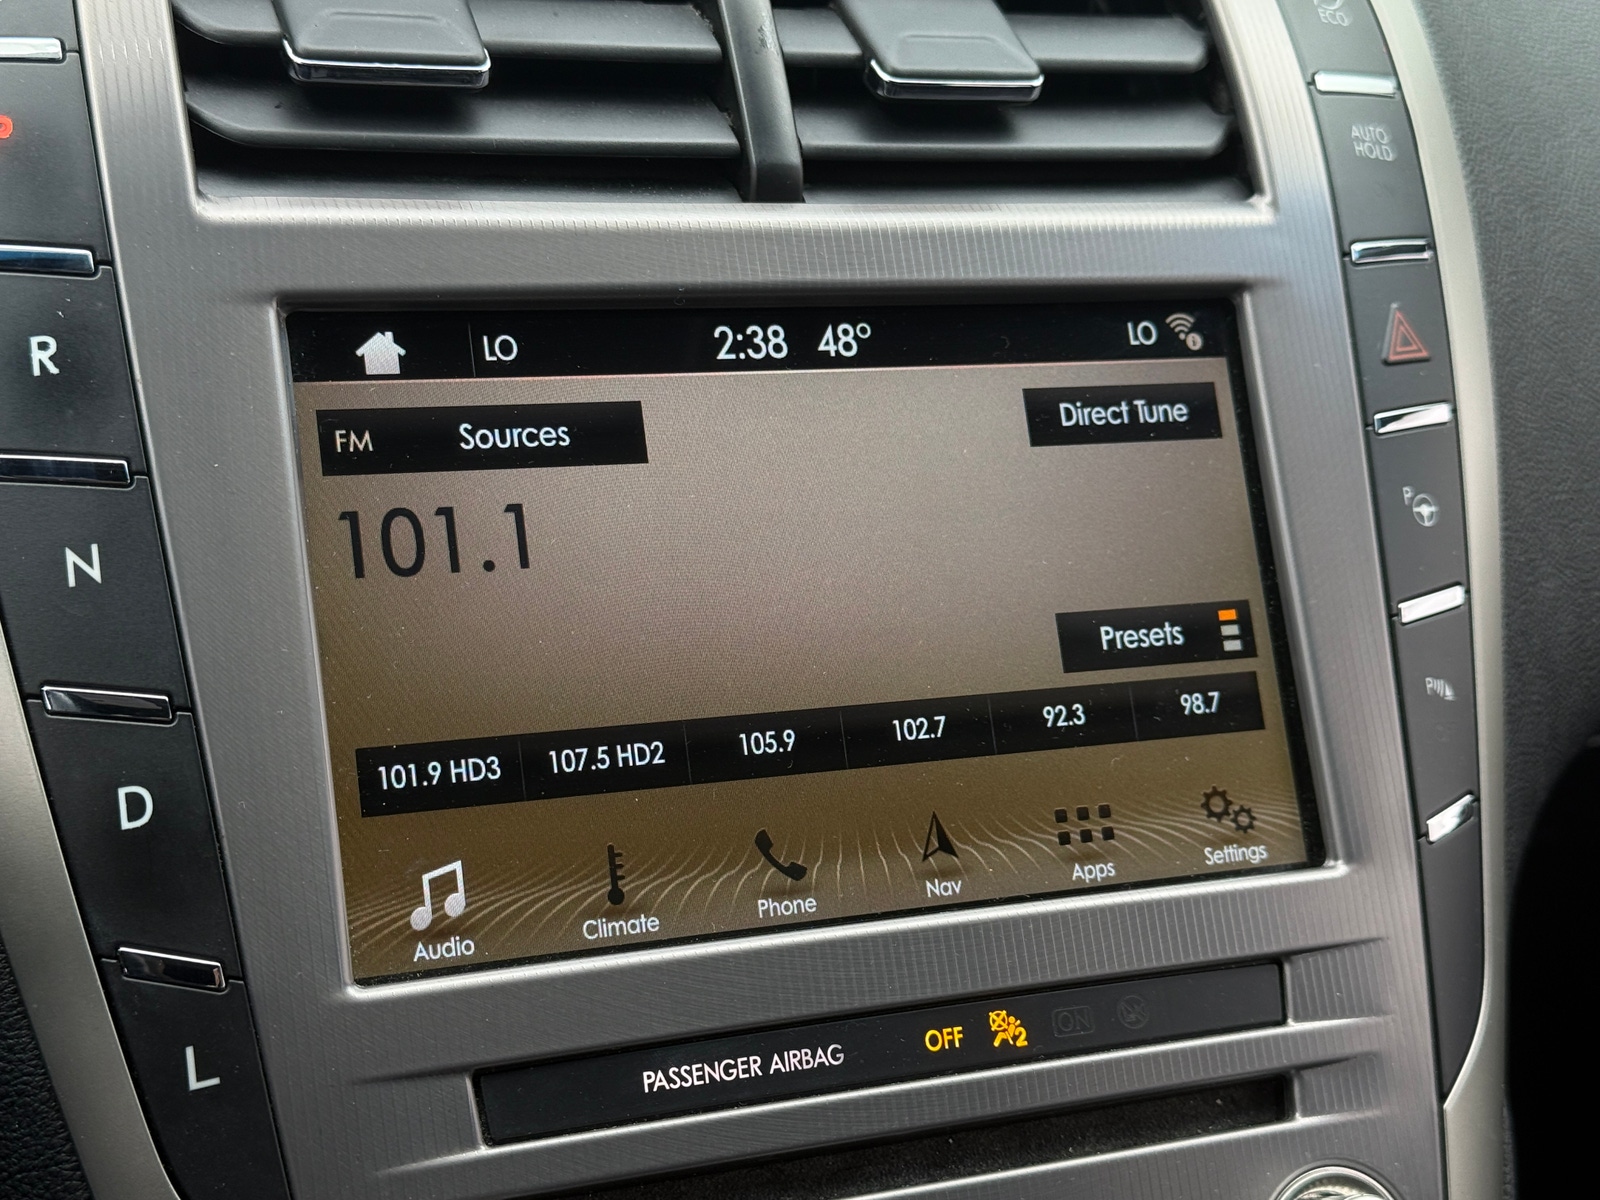 ECO
AUTO
HOLD
P
R
N
D
L
LO 2:38 48° LO
FM Sources
Direct Tune
101.1
Presets
101.9 HD3 107.5 HD2 105.9 102.7 92.3 98.7
Audio Climate Phone Nav Apps Settings
P
P
PASSENGER AIRBAG OFF 2 ON